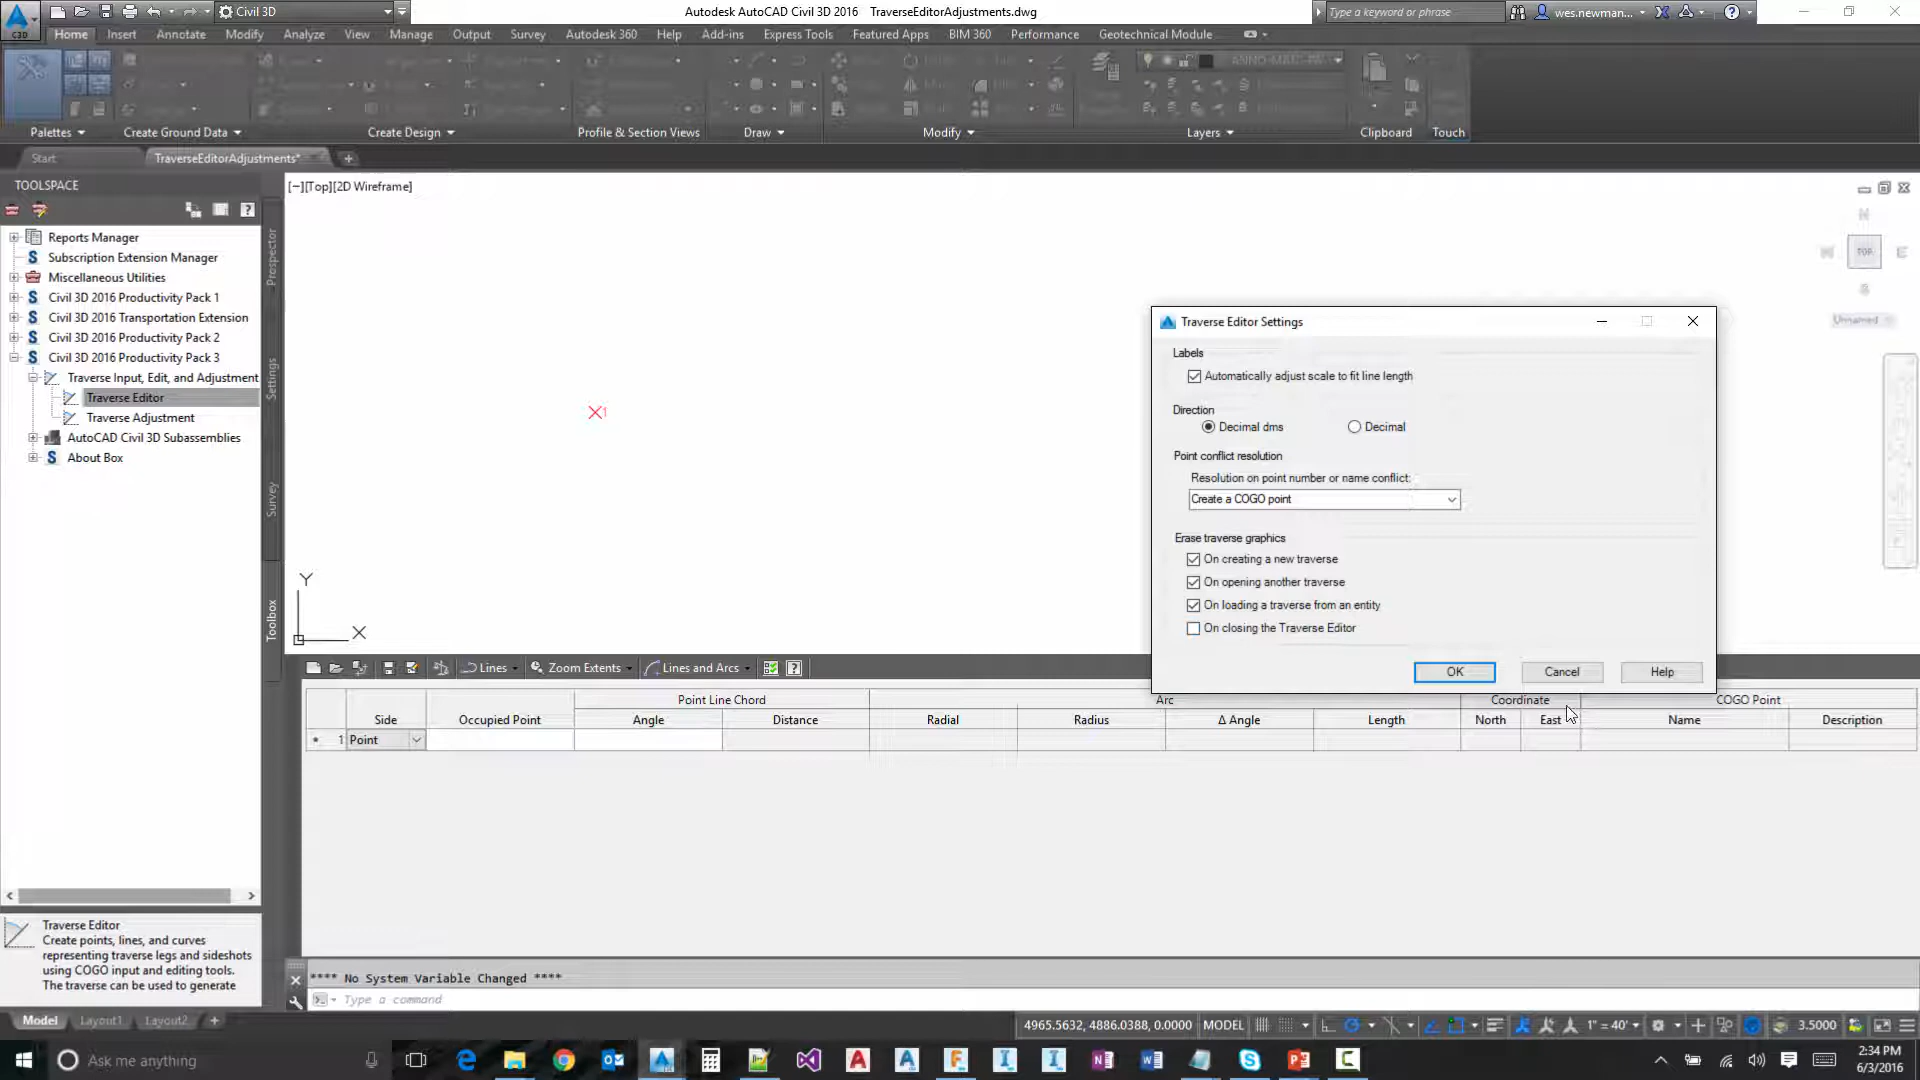 Civil 3D
Autodesk AutoCAD Civil 3D 2016 TraverseEditorAdjustments.dwg
Type a keyword or phrase
wes.newman...
C3D
Home Insert Annotate Modify Analyze View Manage Output Survey Autodesk 360 Help Add-ins Express Tools Featured Apps BIM 360 Performance Geotechnical Module
Palettes Create Ground Data Create Design Profile & Section Views Draw Modify Layers Clipboard Touch
Start TraverseEditorAdjustments*
TOOLSPACE
[−][Top][2D Wireframe]
Reports Manager
Subscription Extension Manager
Miscellaneous Utilities
Civil 3D 2016 Productivity Pack 1
Civil 3D 2016 Transportation Extension
Civil 3D 2016 Productivity Pack 2
Civil 3D 2016 Productivity Pack 3
Traverse Input, Edit, and Adjustment
Traverse Editor
Traverse Adjustment
AutoCAD Civil 3D Subassemblies
About Box
Prospector
Settings
Survey
Toolbox
1
Y
X
N
W TOP E
S
Unnamed
Traverse Editor Settings
Labels
Automatically adjust scale to fit line length
Direction
Decimal dms Decimal
Point conflict resolution
Resolution on point number or name conflict:
Create a COGO point
Erase traverse graphics
On creating a new traverse
On opening another traverse
On loading a traverse from an entity
On closing the Traverse Editor
OK Cancel Help
Lines Zoom Extents Lines and Arcs
Point Line Chord Arc Coordinate COGO Point
Side Occupied Point Angle Distance Radial Radius Δ Angle Length North East Name Description
1 Point
Traverse Editor
Create points, lines, and curves
representing traverse legs and sideshots
using COGO input and editing tools.
The traverse can be used to generate
**** No System Variable Changed ****
Type a command
Model Layout1 Layout2 +
4965.5632, 4886.0388, 0.0000 MODEL 1" = 40' 3.5000
Ask me anything
2:34 PM
6/3/2016